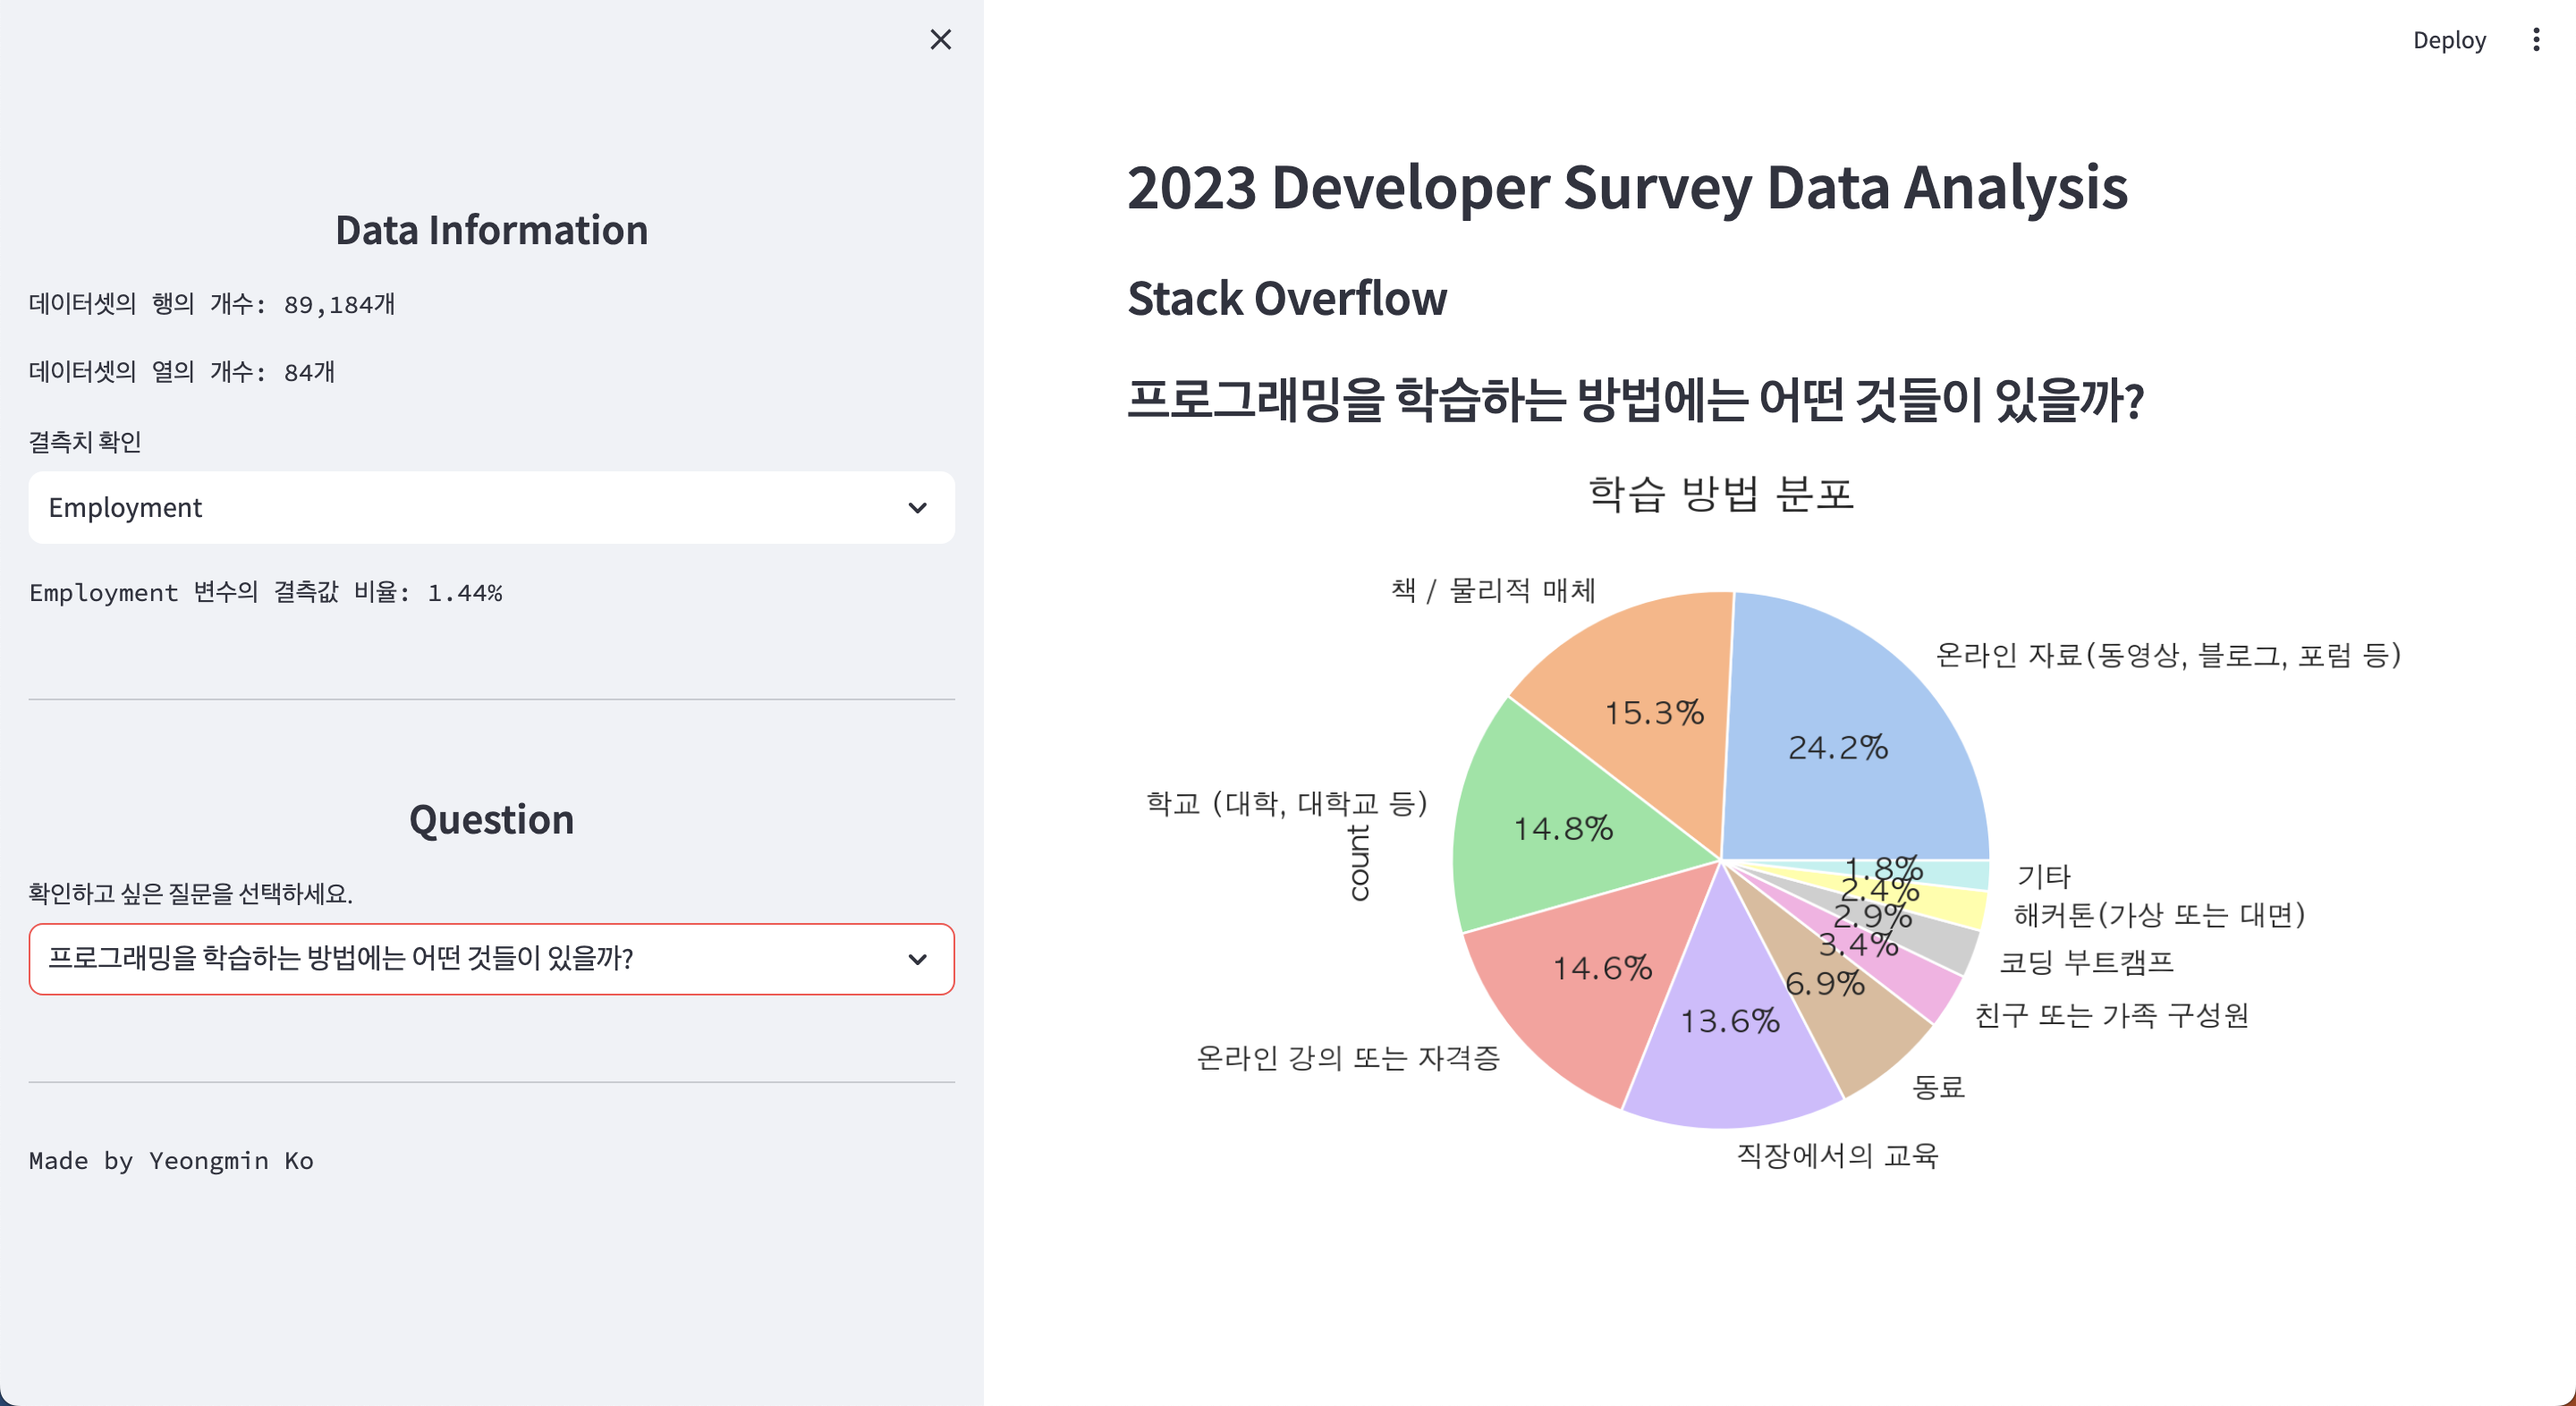 Deploy
Data Information
데이터셋의 행의 개수: 89,184개
데이터셋의 열의 개수: 84개
결측치 확인
Employment
Employment 변수의 결측값 비율: 1.44%
Question
확인하고 싶은 질문을 선택하세요.
프로그래밍을 학습하는 방법에는 어떤 것들이 있을까?
Made by Yeongmin Ko
2023 Developer Survey Data Analysis
Stack Overflow
프로그래밍을 학습하는 방법에는 어떤 것들이 있을까?
학습 방법 분포
책 / 물리적 매체
온라인 자료(동영상, 블로그, 포럼 등)
15.3%
24.2%
학교 (대학, 대학교 등)
14.8%
count
1.8%
기타
2.4%
해커톤(가상 또는 대면)
2.9%
코딩 부트캠프
3.4%
친구 또는 가족 구성원
14.6%
6.9%
13.6%
온라인 강의 또는 자격증
동료
직장에서의 교육